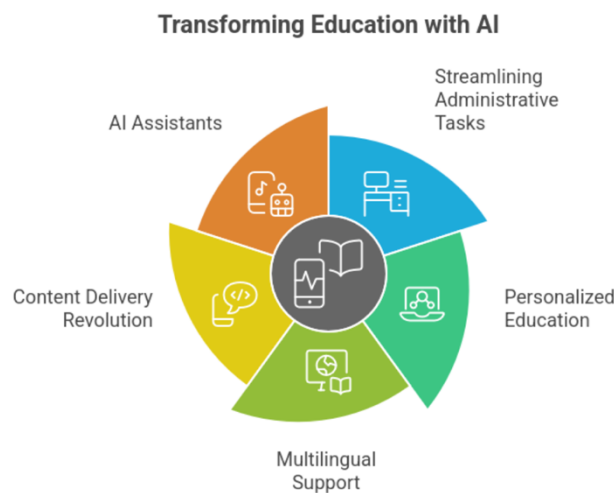 Transforming Education with AI
Streamlining
Administrative
Tasks
AI Assistants
Content Delivery
Revolution
Personalized
Education
Multilingual
Support